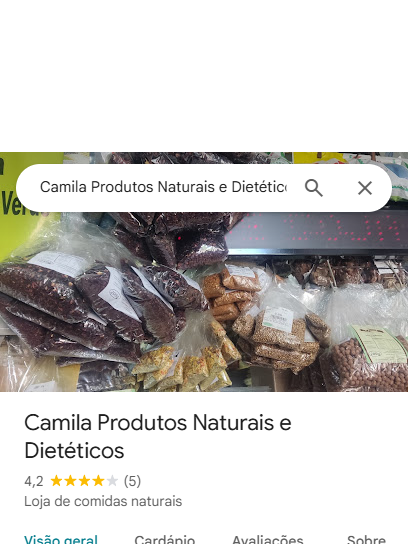 Camila Produtos Naturais e Dietétic
Camila Produtos Naturais e
Dietéticos
4,2 (5)
Loja de comidas naturais
Visão geral Cardápio Avaliações Sobre